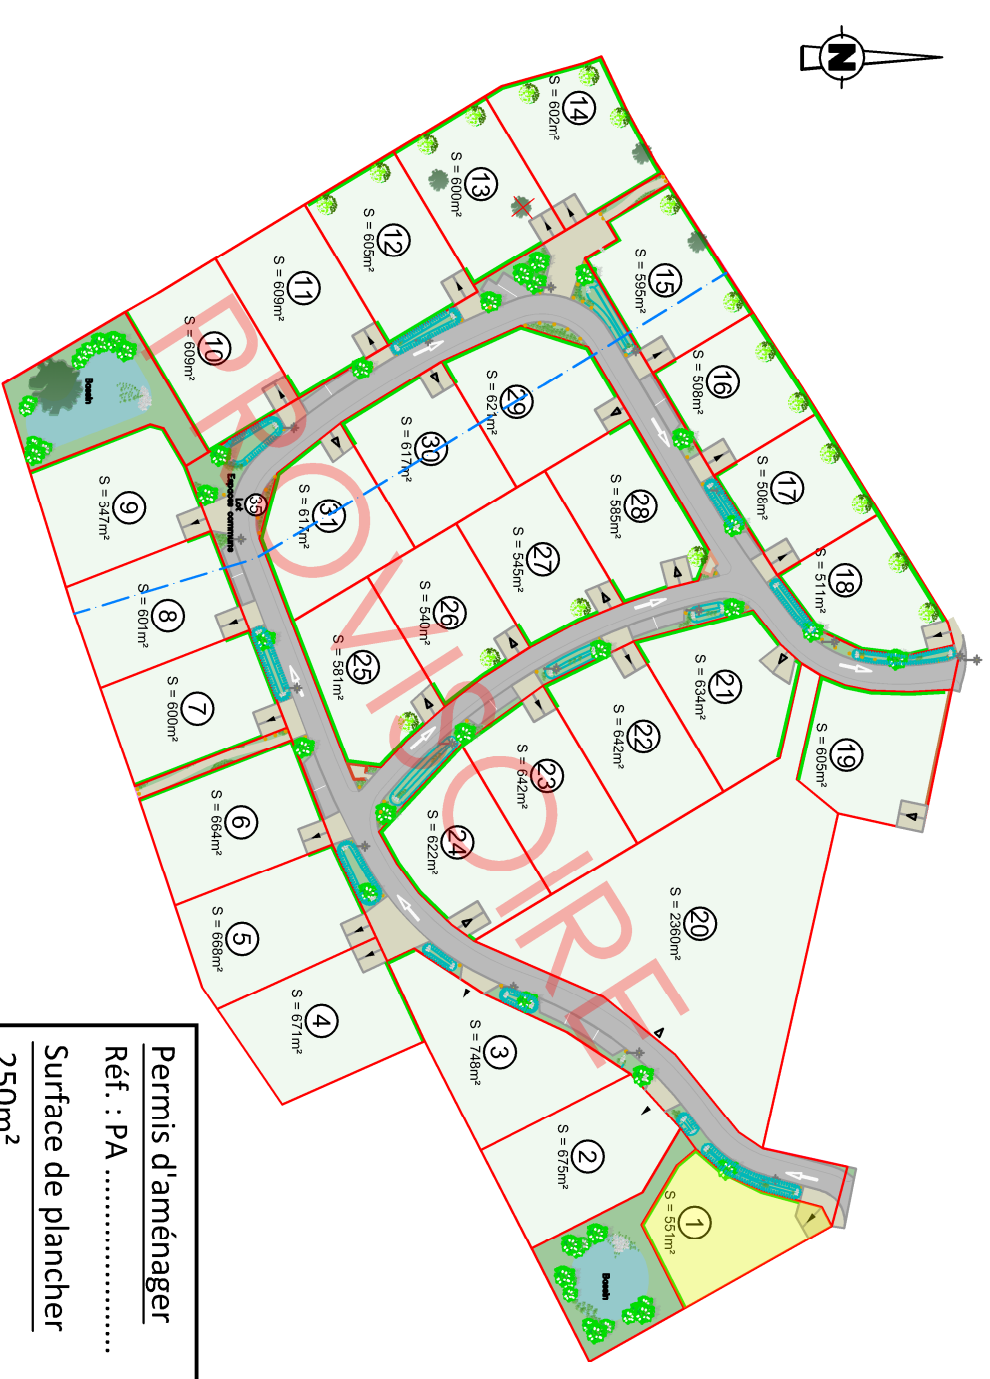 N
14
S = 602m²
13
S = 600m²
12
S = 605m²
11
S = 609m²
10
S = 609m²
15
S = 595m²
16
S = 508m²
17
S = 508m²
18
S = 511m²
19
S = 605m²
29
S = 621m²
30
S = 617m²
31
S = 617m²
28
S = 585m²
27
S = 545m²
26
S = 540m²
25
S = 581m²
21
S = 634m²
22
S = 642m²
23
S = 642m²
24
S = 622m²
20
S = 2360m²
9
S = 547m²
8
S = 601m²
7
S = 600m²
6
S = 664m²
5
S = 668m²
4
S = 671m²
3
S = 748m²
2
S = 675m²
1
S = 551m²
35
Lot
Espaces commune
Bassin
Bassin
PROVISOIRE
Permis d'aménager
Réf. : PA ........................
Surface de plancher
250m²